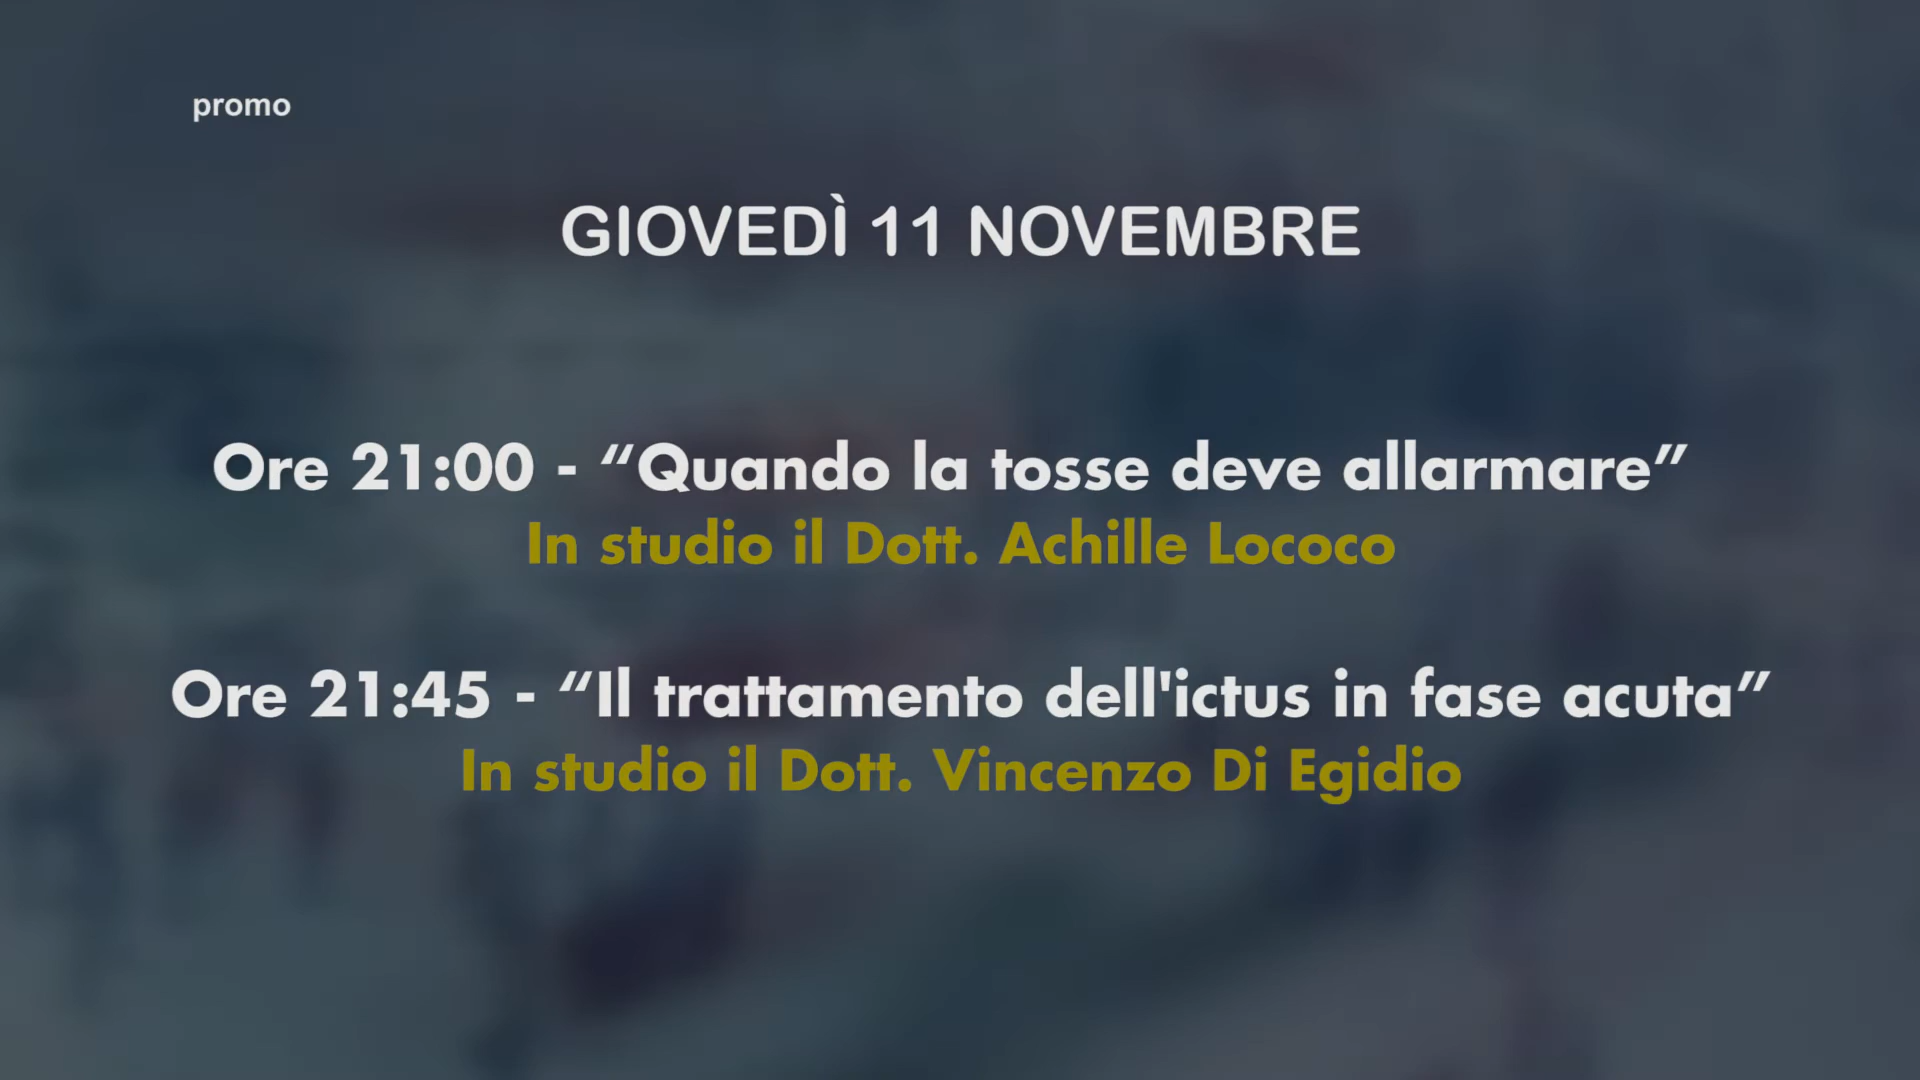 promo
GIOVEDÌ 11 NOVEMBRE
Ore 21:00 - “Quando la tosse deve allarmare”
In studio il Dott. Achille Lococo
Ore 21:45 - “Il trattamento dell'ictus in fase acuta”
In studio il Dott. Vincenzo Di Egidio